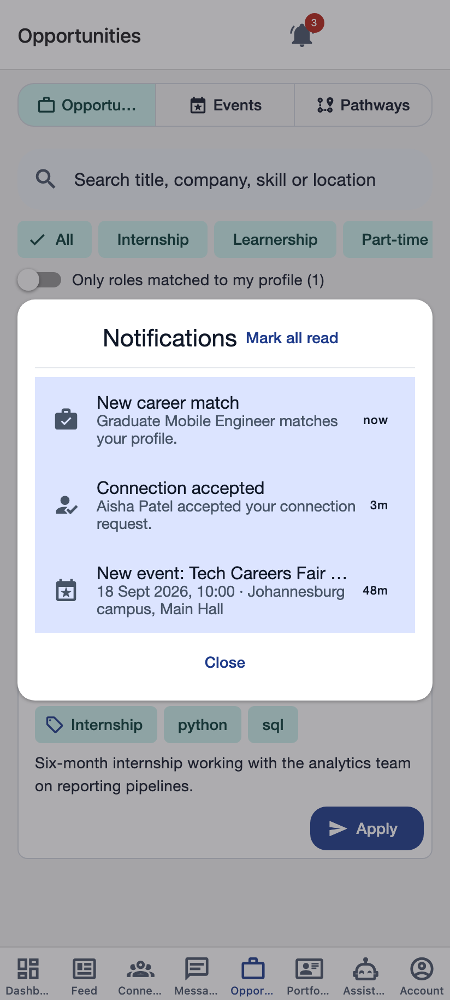 Opportunities
3
Opportu...
Events
Pathways
Search title, company, skill or location
All
Internship
Learnership
Part-time
Only roles matched to my profile (1)
Notifications
Mark all read
New career match
Graduate Mobile Engineer matches
your profile.
now
Connection accepted
Aisha Patel accepted your connection
request.
3m
New event: Tech Careers Fair ...
18 Sept 2026, 10:00 · Johannesburg
campus, Main Hall
48m
Close
Internship
python
sql
Six-month internship working with the analytics team
on reporting pipelines.
Apply
Dashb...
Feed
Conne...
Messa...
Oppor...
Portfo...
Assist...
Account